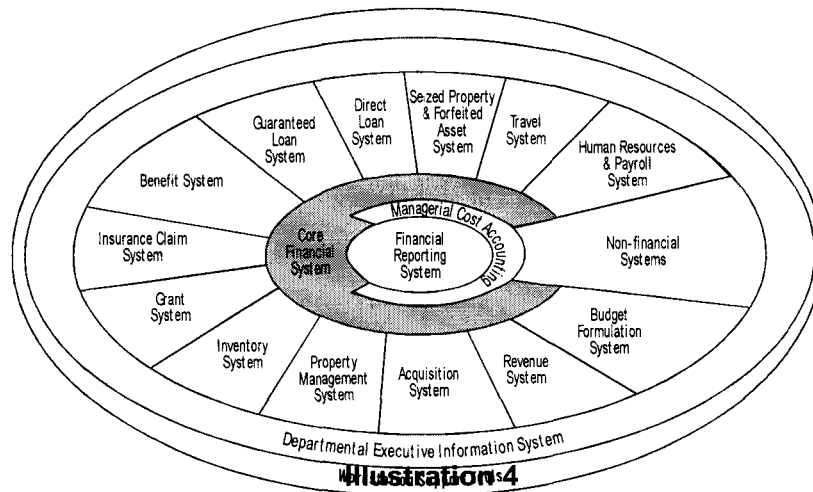 Seized Property
& Forfeited
Asset
System
Direct
Loan
System
Travel
System
Guaranteed
Loan
System
Human Resources
& Payroll
System
Benefit System
Managerial Cost Accounting
Core
Financial
System
Financial
Reporting
System
Non-financial
Systems
Insurance Claim
System
Grant
System
Budget
Formulation
System
Inventory
System
Property
Management
System
Acquisition
System
Revenue
System
Departmental Executive Information System
Illustration 4